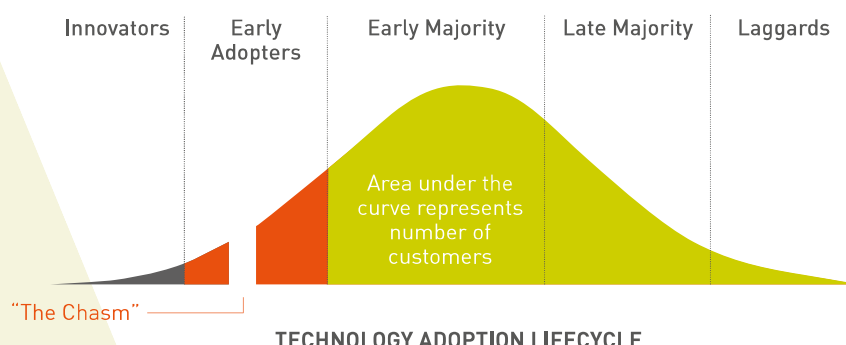 Innovators
Early
Adopters
Early Majority
Late Majority
Laggards
Area under the
curve represents
number of
customers
“The Chasm”
TECHNOLOGY ADOPTION LIFECYCLE